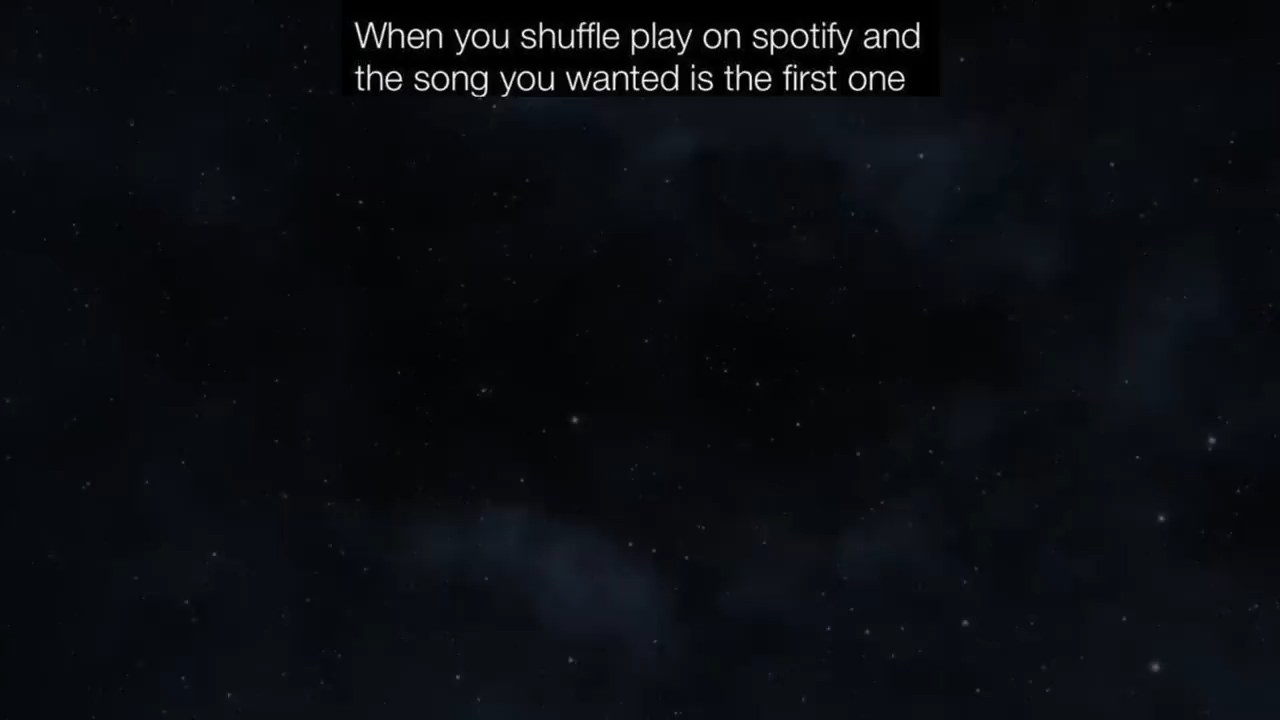 When you shuffle play on spotify and
the song you wanted is the first one